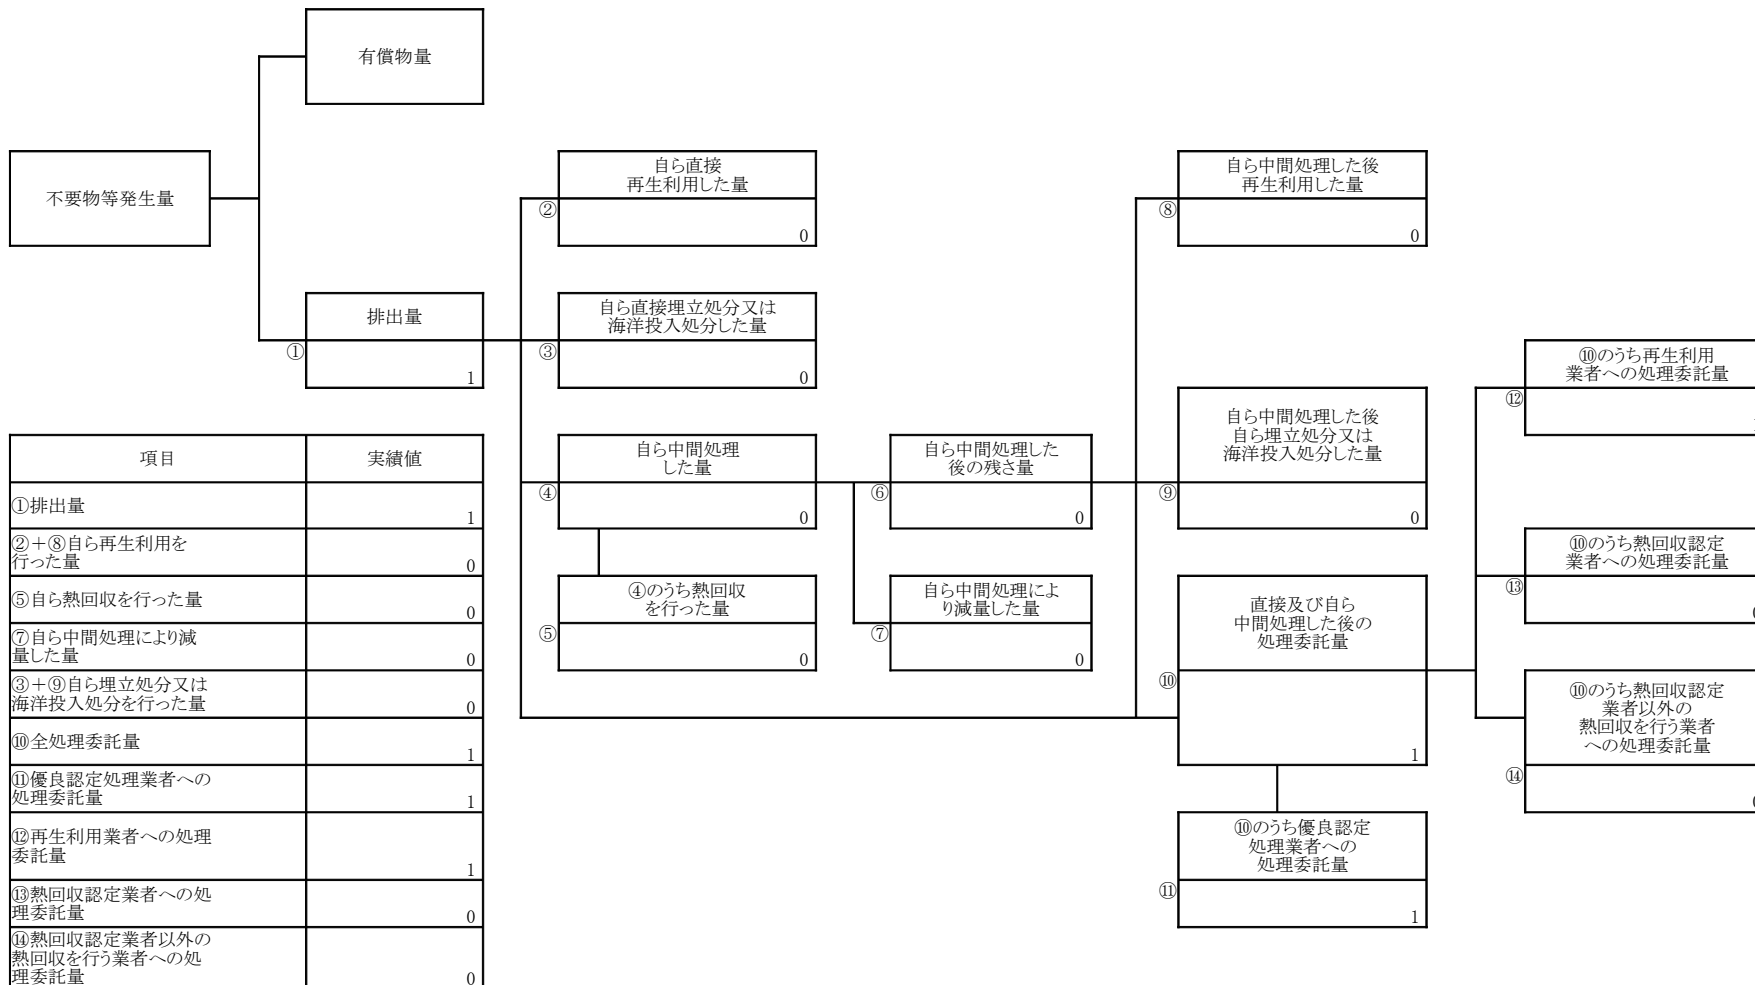 有償物量
不要物等発生量
自ら直接
再生利用した量
②
0
自ら中間処理した後
再生利用した量
⑧
0
排出量
①
1
自ら直接埋立処分又は
海洋投入処分した量
③
0
⑩のうち再生利用
業者への処理委託量
⑫
自ら中間処理
した量
④
0
自ら中間処理した
後の残さ量
⑥
0
自ら中間処理した後
自ら埋立処分又は
海洋投入処分した量
⑨
0
④のうち熱回収
を行った量
⑤
0
自ら中間処理によ
り減量した量
⑦
0
直接及び自ら
中間処理した後の
処理委託量
⑩
1
⑩のうち熱回収認定
業者への処理委託量
⑬
⑩のうち熱回収認定
業者以外の
熱回収を行う業者
への処理委託量
⑭
⑩のうち優良認定
処理業者への
処理委託量
⑪
1
項目 実績値
①排出量
1
②+⑧自ら再生利用を
行った量 0
⑤自ら熱回収を行った量
0
⑦自ら中間処理により減
量した量 0
③+⑨自ら埋立処分又は
海洋投入処分を行った量 0
⑩全処理委託量
1
⑪優良認定処理業者への
処理委託量 1
⑫再生利用業者への処理
委託量
1
⑬熱回収認定業者への処
理委託量 0
⑭熱回収認定業者以外の
熱回収を行う業者への処
理委託量 0